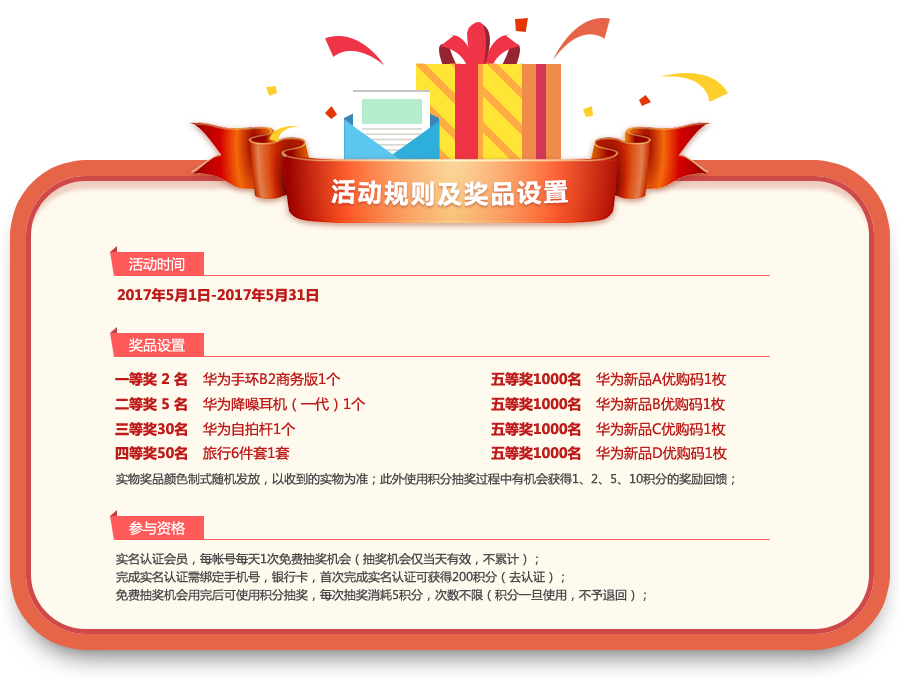 活动规则及奖品设置
活动时间
2017年5月1日-2017年5月31日
奖品设置
一等奖 2 名 华为手环B2商务版1个
二等奖 5 名 华为降噪耳机（一代）1个
三等奖30名 华为自拍杆1个
四等奖50名 旅行6件套1套
五等奖1000名 华为新品A优购码1枚
五等奖1000名 华为新品B优购码1枚
五等奖1000名 华为新品C优购码1枚
五等奖1000名 华为新品D优购码1枚
实物奖品颜色制式随机发放，以收到的实物为准；此外使用积分抽奖过程中有机会获得1、2、5、10积分的奖励回馈；
参与资格
实名认证会员，每帐号每天1次免费抽奖机会（抽奖机会仅当天有效，不累计）；
完成实名认证需绑定手机号，银行卡，首次完成实名认证可获得200积分（去认证）；
免费抽奖机会用完后可使用积分抽奖，每次抽奖消耗5积分，次数不限（积分一旦使用，不予退回）；